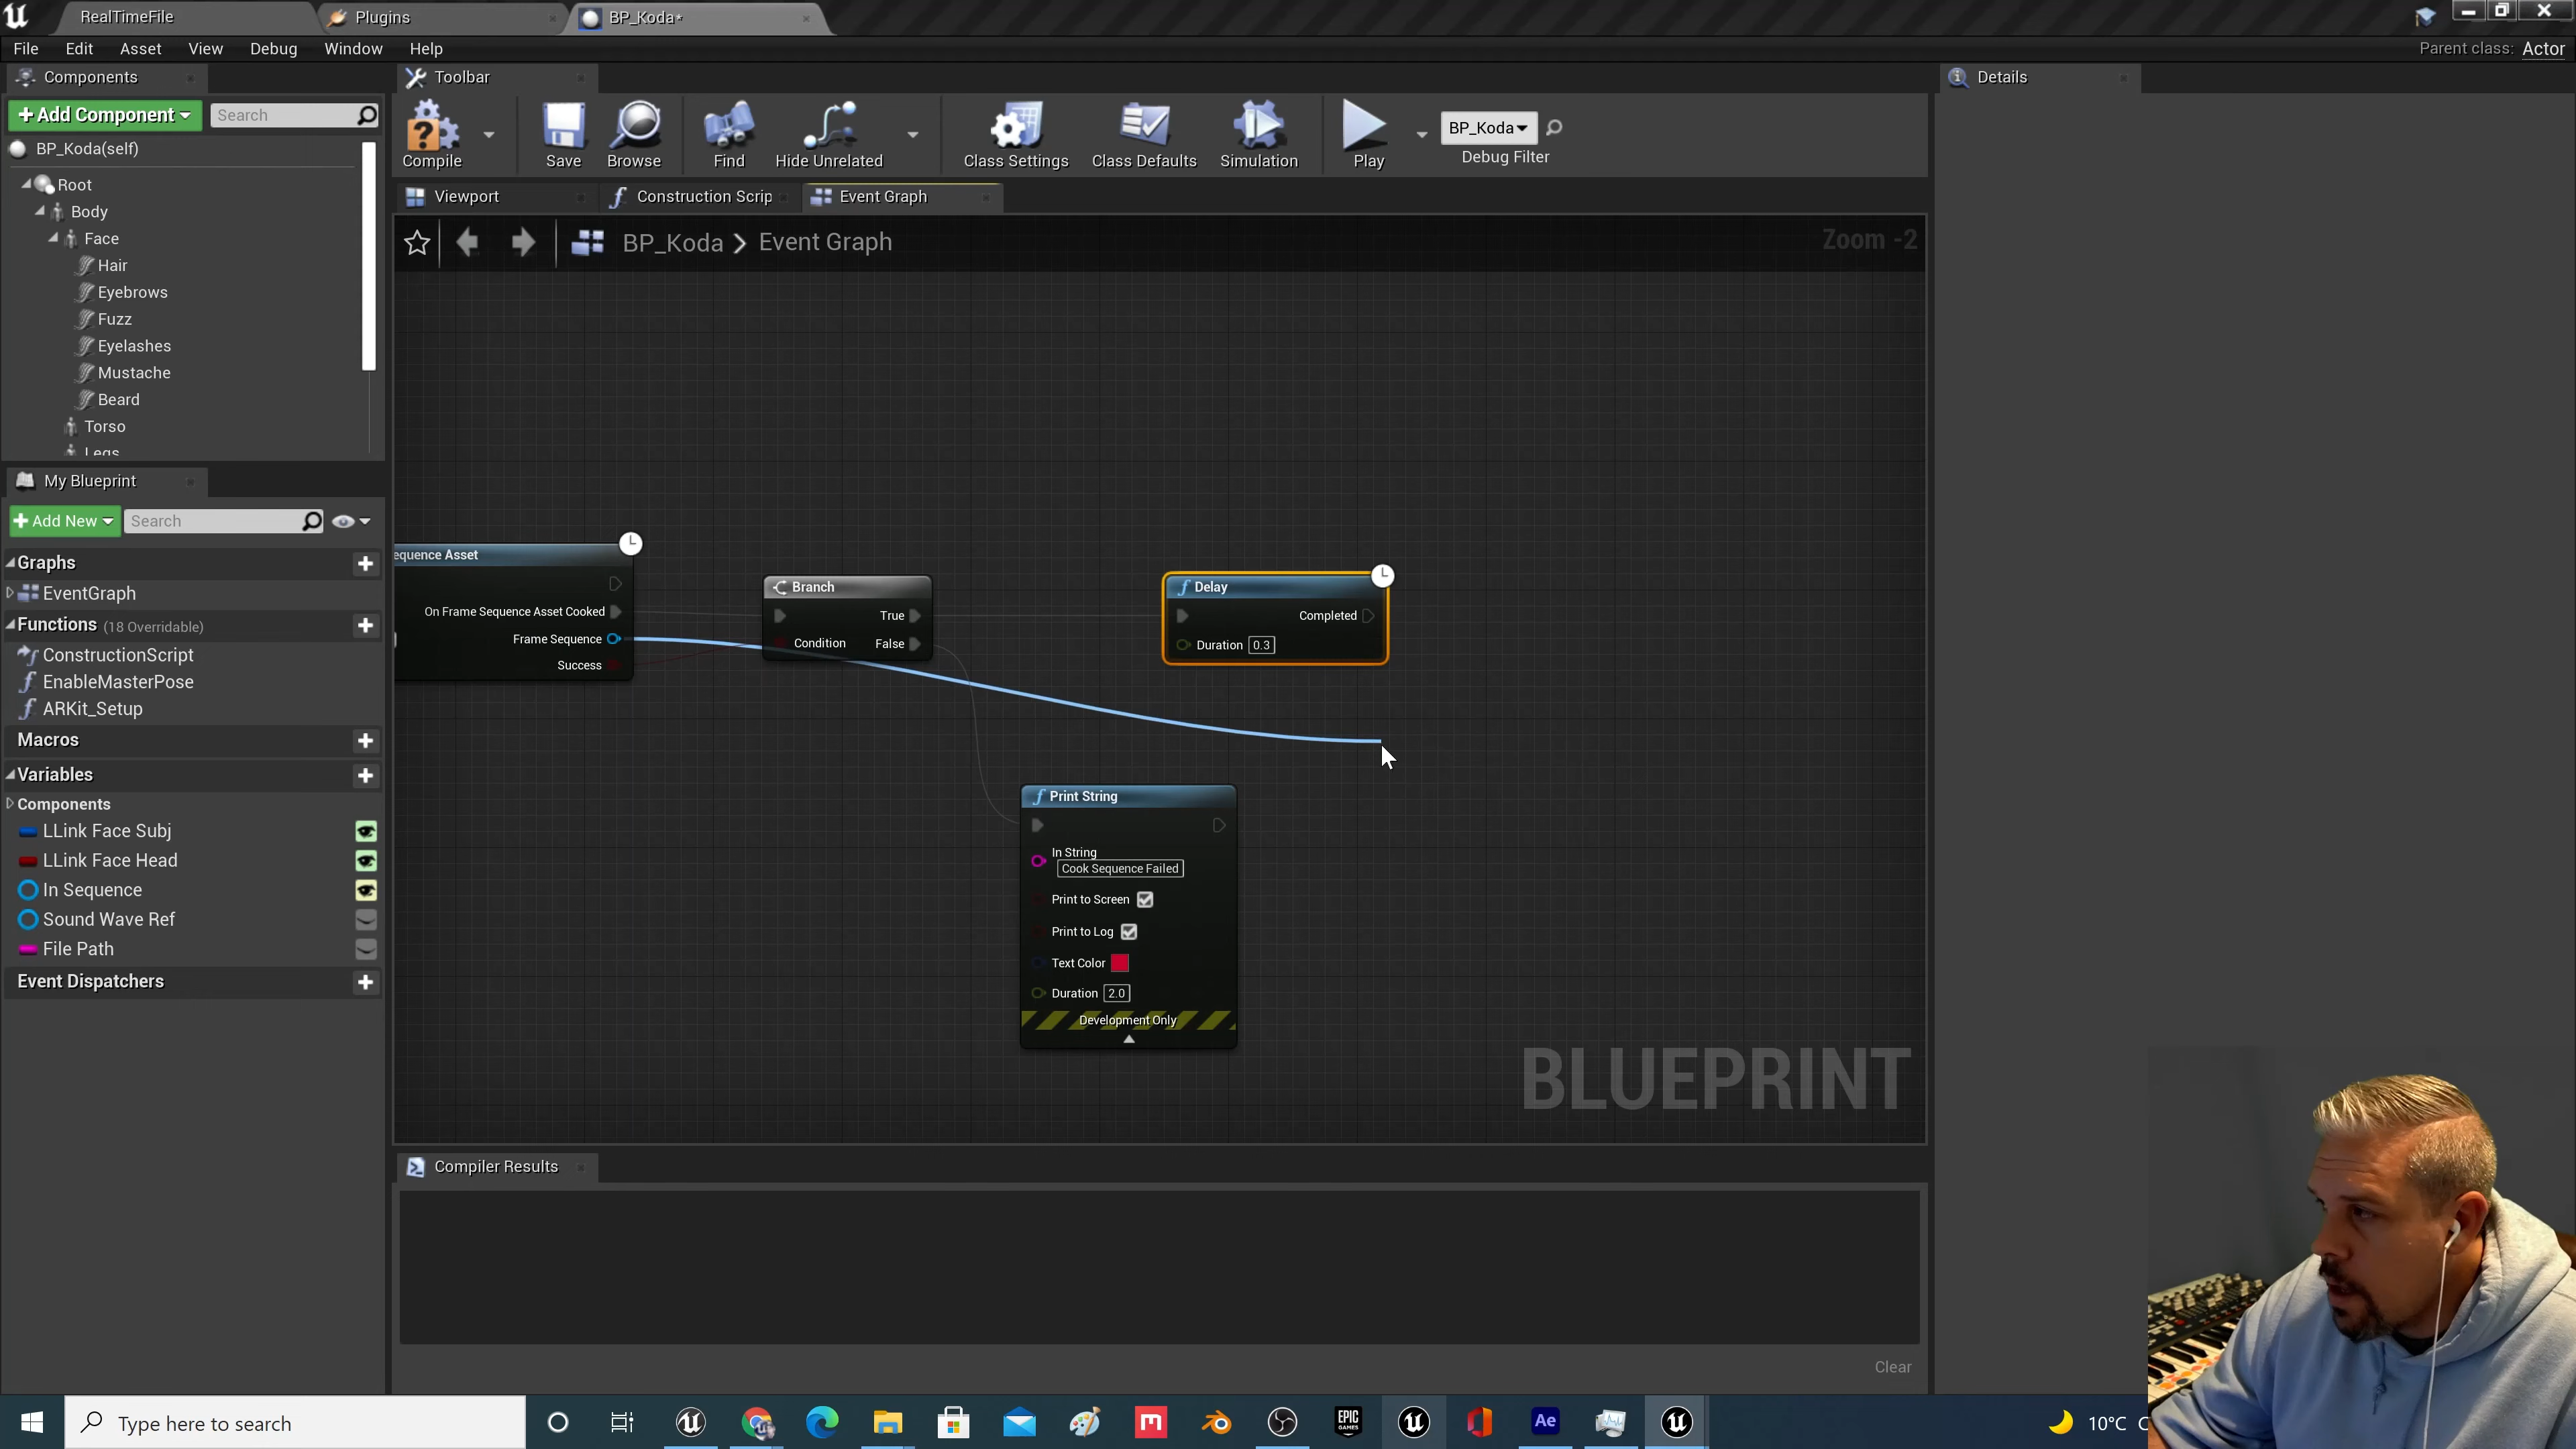 RealTimeFile
Plugins
BP_Koda*
File Edit Asset View Debug Window Help
Parent class: Actor
Components
Toolbar
Details
+ Add Component
Search
BP_Koda(self)
Root
Body
Face
Hair
Eyebrows
Fuzz
Eyelashes
Mustache
Beard
Torso
Legs
Compile
Save
Browse
Find
Hide Unrelated
Class Settings
Class Defaults
Simulation
Play
BP_Koda
Debug Filter
Viewport
Construction Scrip
Event Graph
BP_Koda > Event Graph
Zoom -2
My Blueprint
+ Add New
Search
Graphs
EventGraph
Functions (18 Overridable)
ConstructionScript
EnableMasterPose
ARKit_Setup
Macros
Variables
Components
LLink Face Subj
LLink Face Head
In Sequence
Sound Wave Ref
File Path
Event Dispatchers
equence Asset
On Frame Sequence Asset Cooked
Frame Sequence
Success
Branch
True
Condition
False
Delay
Completed
Duration 0.3
Print String
In String
Cook Sequence Failed
Print to Screen
Print to Log
Text Color
Duration 2.0
Development Only
BLUEPRINT
Compiler Results
Clear
Type here to search
EPIC
GAMES
Ae
10°C